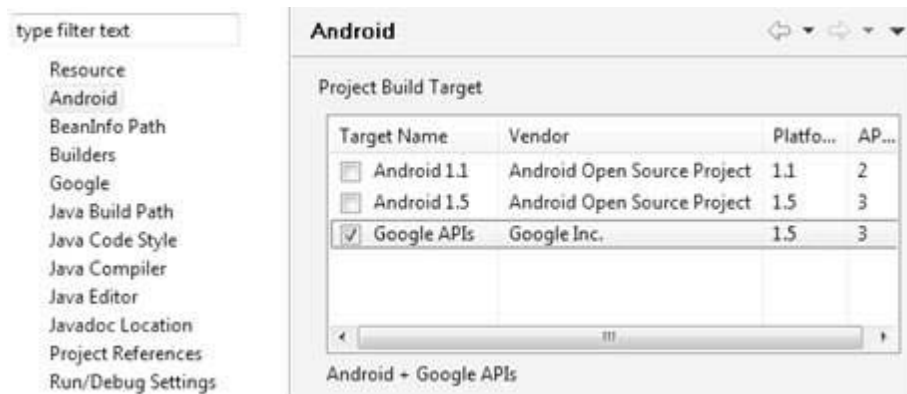 type filter text
Resource
Android
BeanInfo Path
Builders
Google
Java Build Path
Java Code Style
Java Compiler
Java Editor
Javadoc Location
Project References
Run/Debug Settings
Android
Project Build Target
Target Name Vendor Platfo... AP...
Android 1.1 Android Open Source Project 1.1 2
Android 1.5 Android Open Source Project 1.5 3
Google APIs Google Inc. 1.5 3
Android + Google APIs